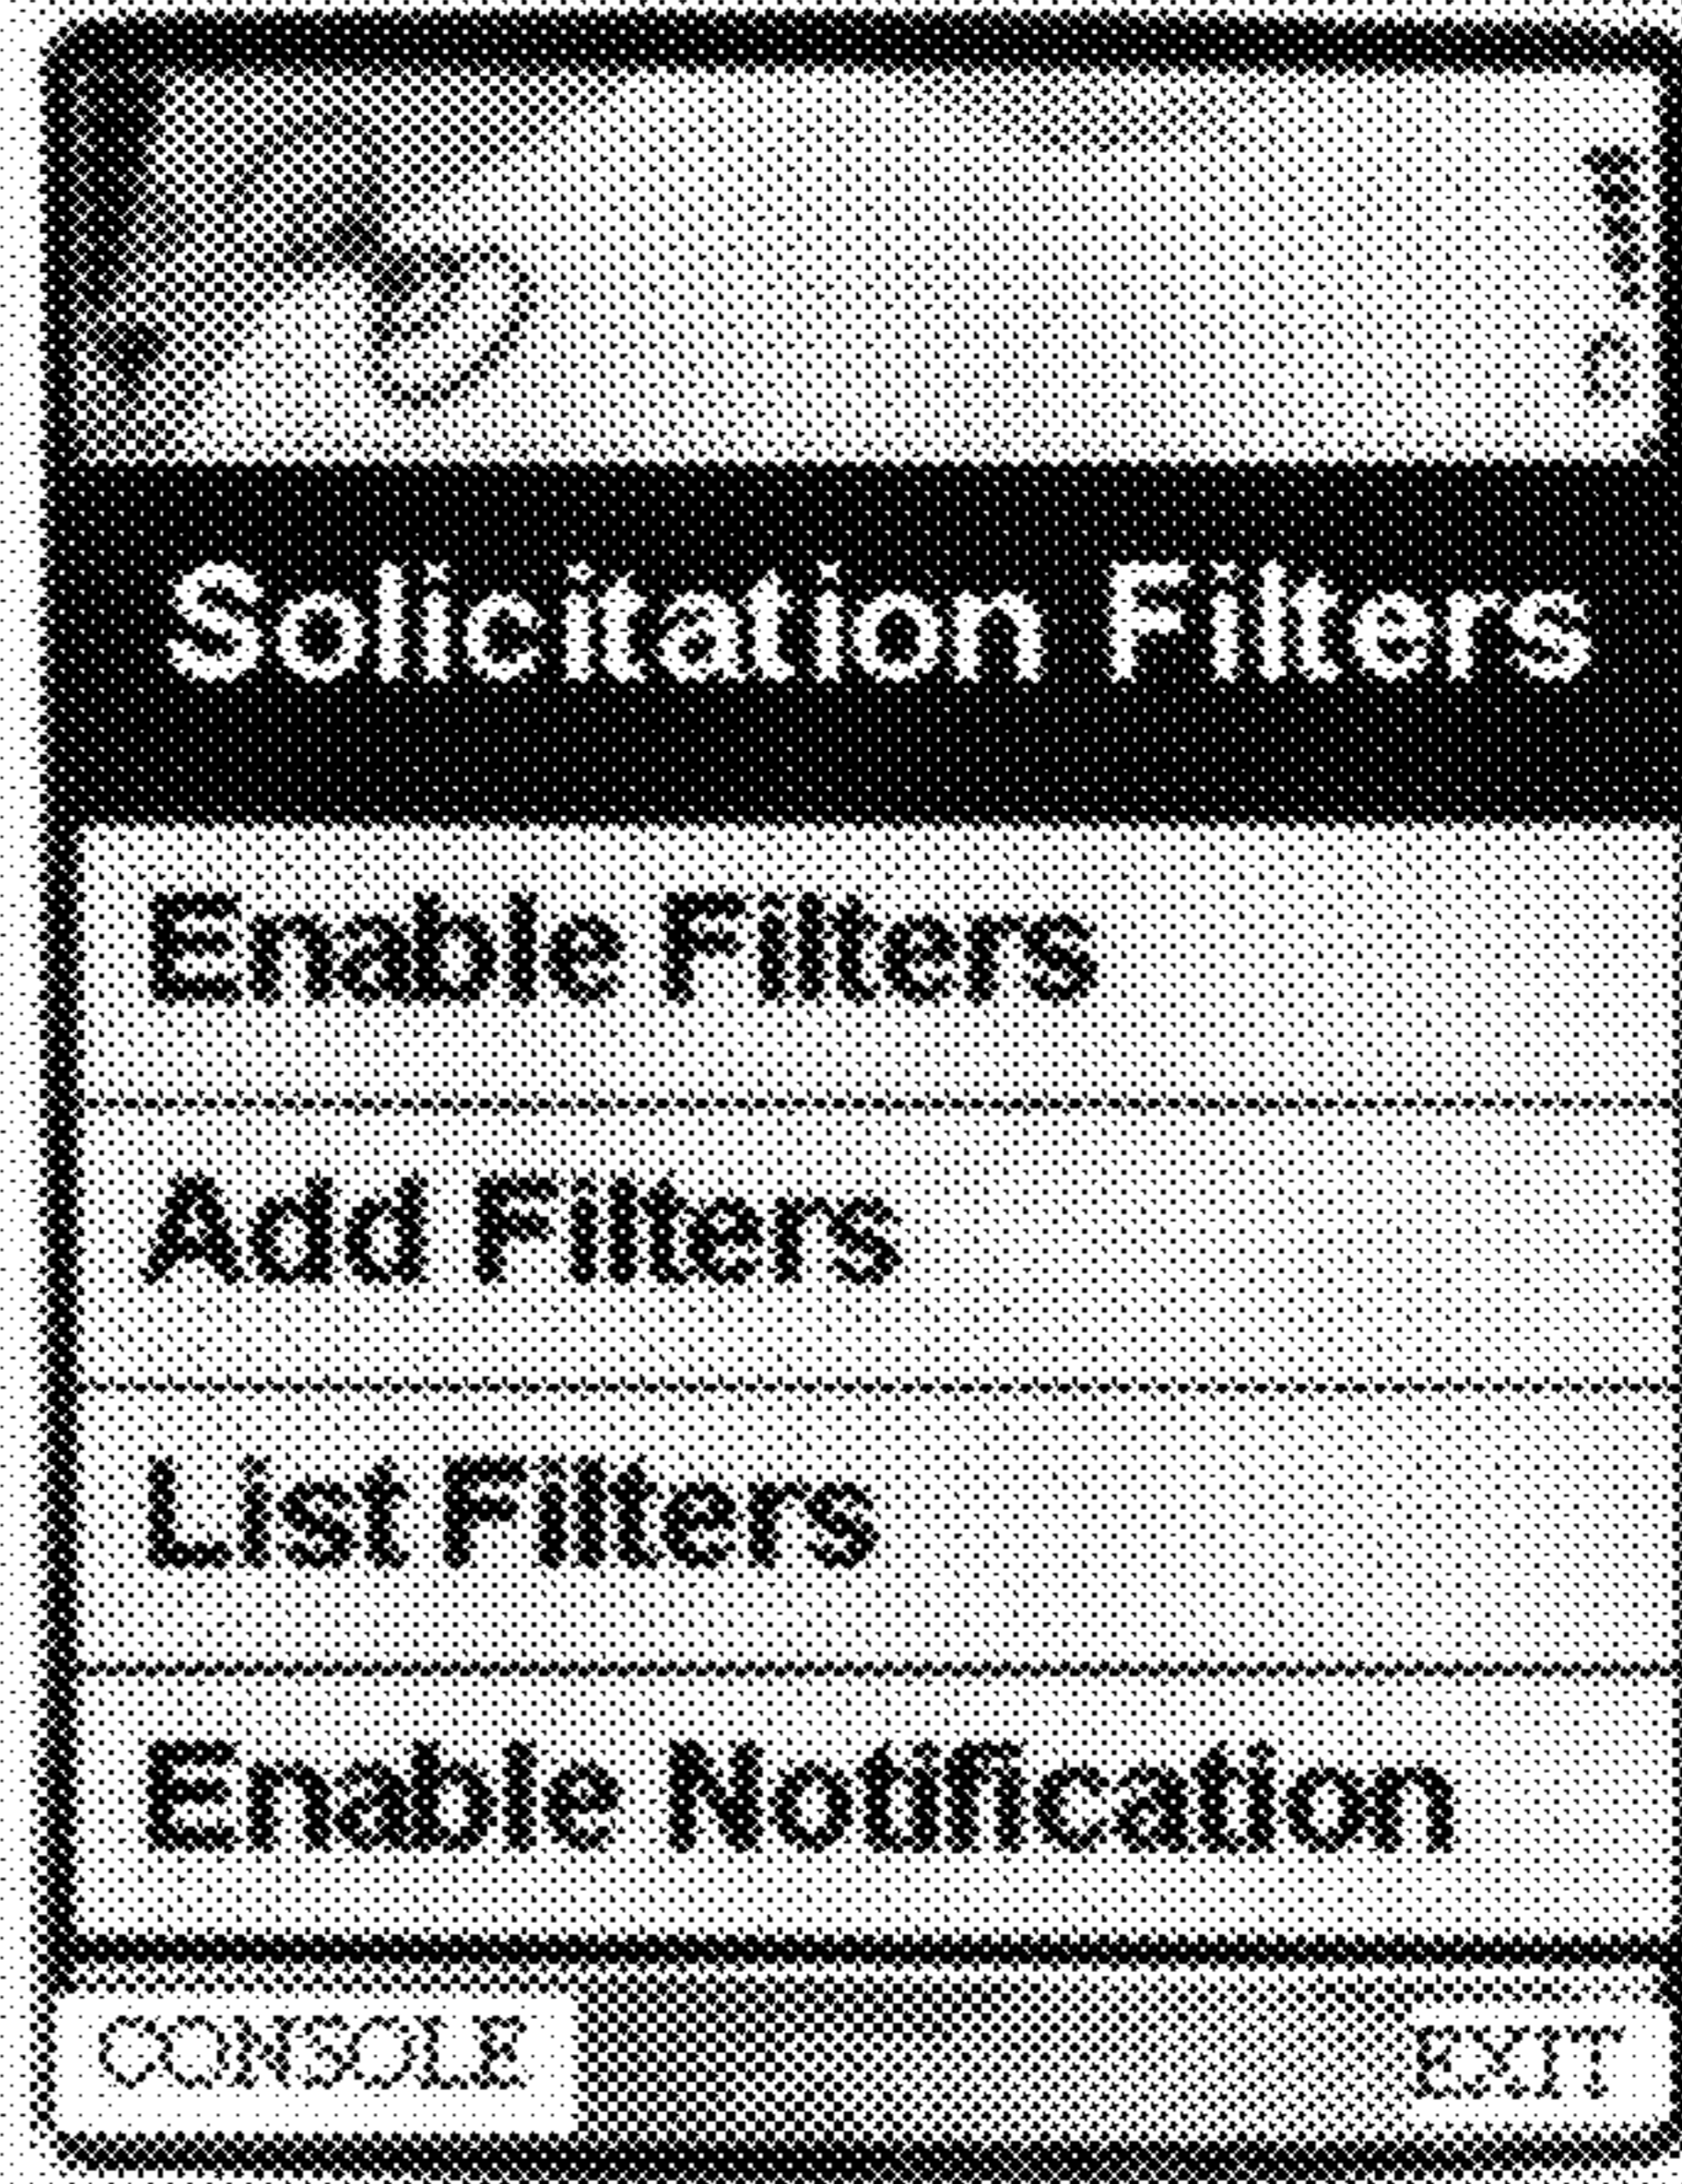 Solicitation Filters
Enable Filters
Add Filters
List Filters
Enable Notification
CONSOLE
EXIT